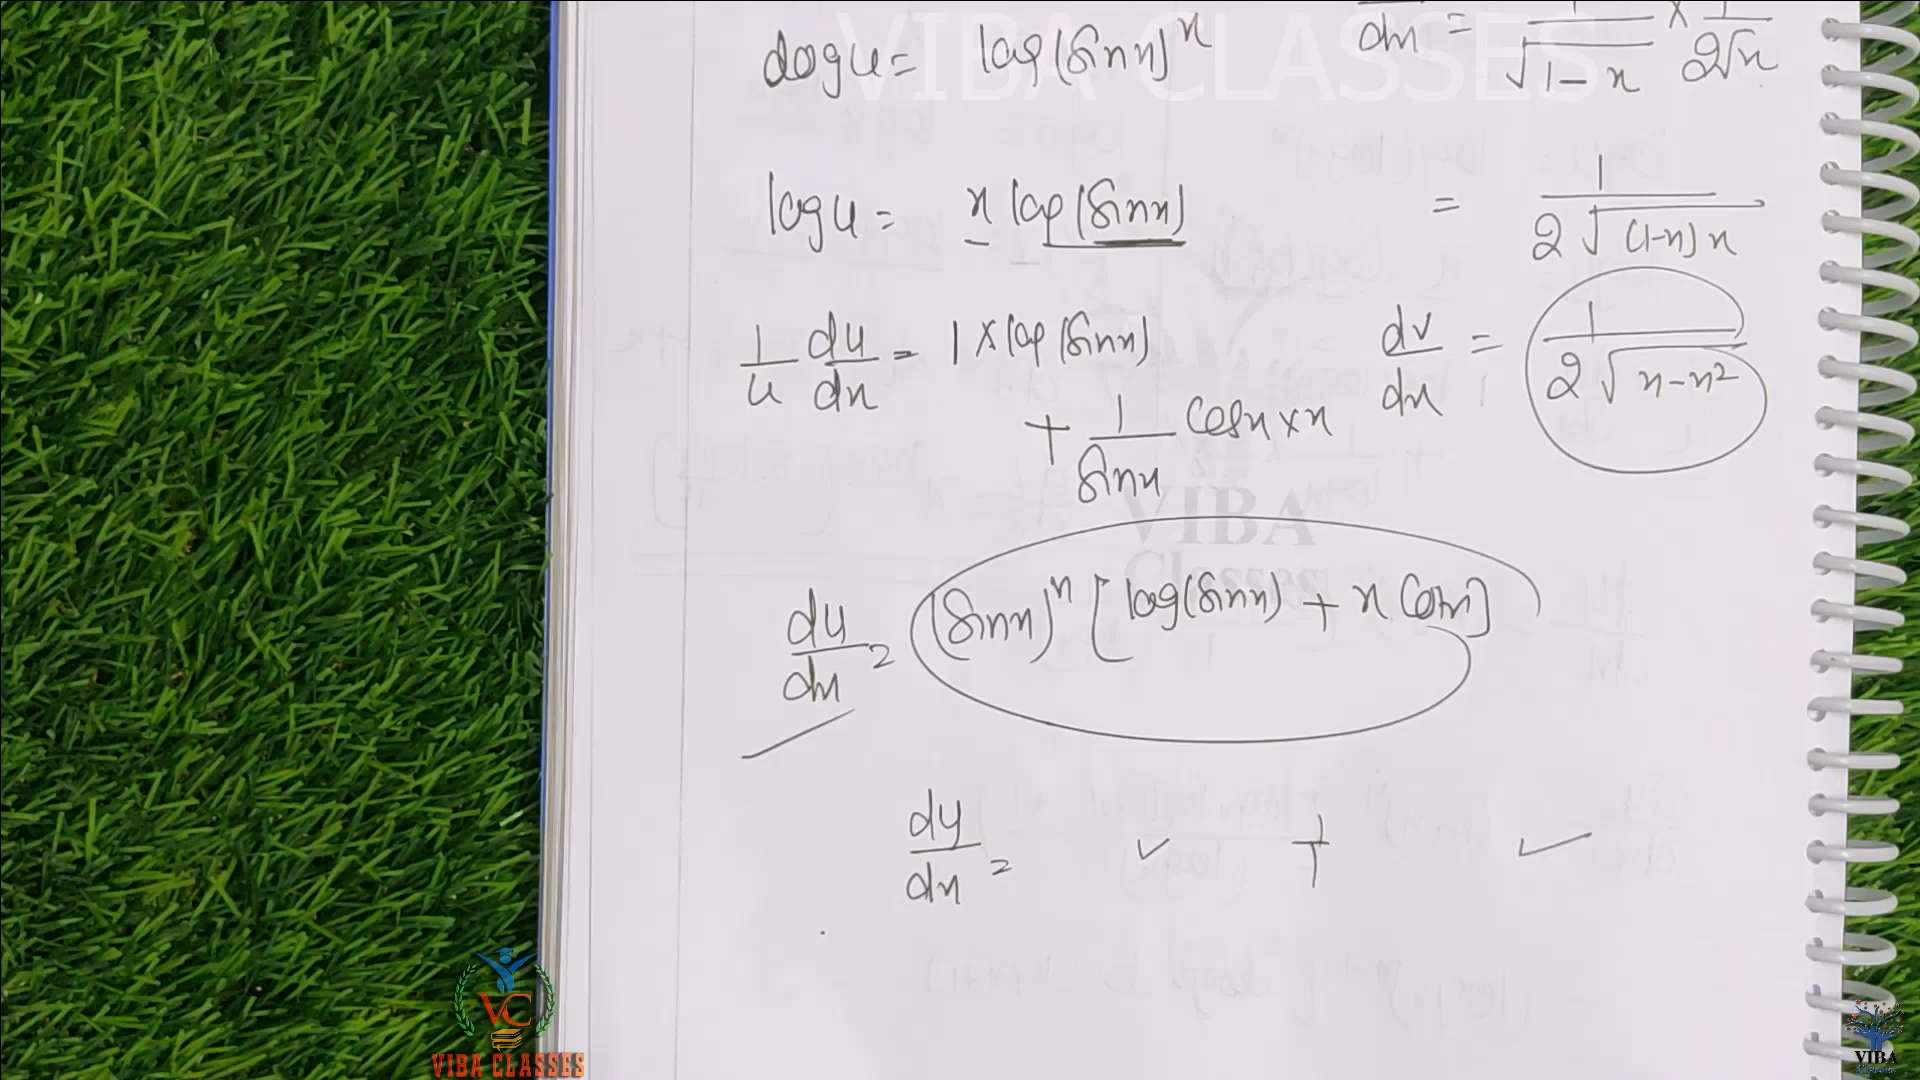 VIBA CLASSES
log u = log (sin x)^x
dx = 1/√(1 - x) × 1/(2√x)
log u = x log (sin x)
= 1/(2√((1-x)x))
1/u du/dx = 1 × log (sin x)
+ 1/(sin x) cos x × x
dv/dx = 1/(2√(x-x²))
VIBA
Classes
du/dx = (sin x)^x [log(sin x) + x cot x]
dy/dx = ✓ + ✓
VC
VIBA CLASSES
VIBA
Classes